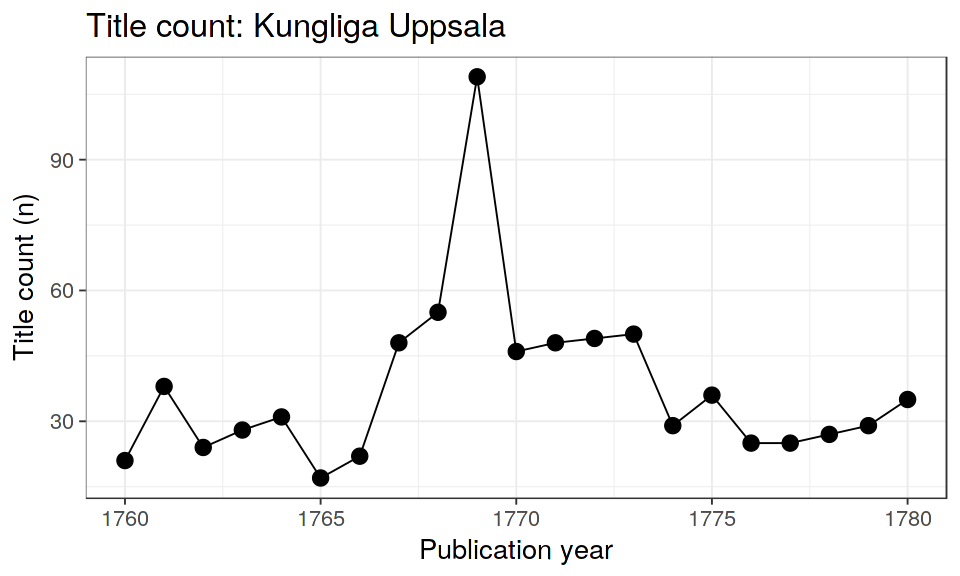 Title count: Kungliga Uppsala
Title count (n)
90
60
30
1760 1765 1770 1775 1780
Publication year